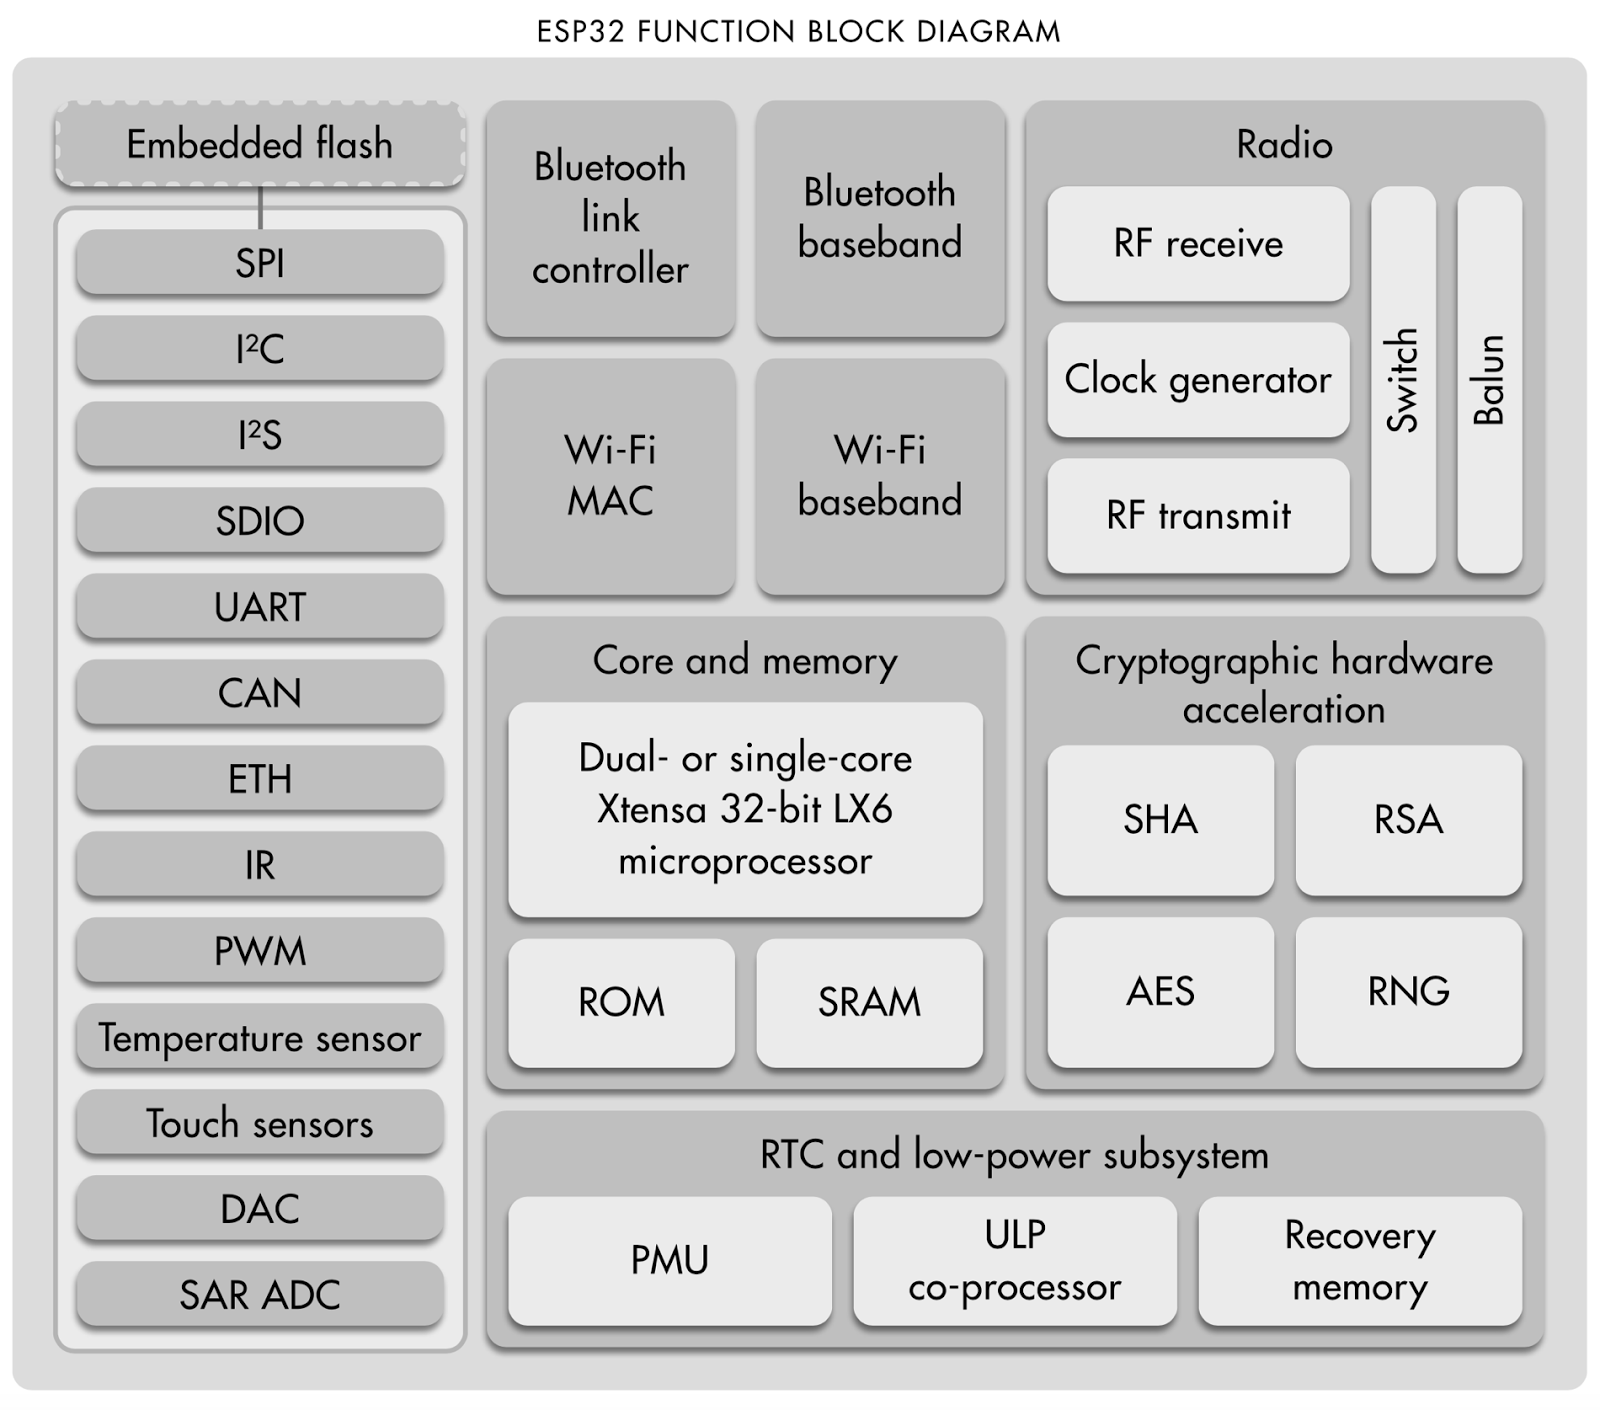 ESP32 FUNCTION BLOCK DIAGRAM
Embedded flash
SPI
I²C
I²S
SDIO
UART
CAN
ETH
IR
PWM
Temperature sensor
Touch sensors
DAC
SAR ADC
Bluetooth
link
controller
Bluetooth
baseband
Wi-Fi
MAC
Wi-Fi
baseband
Radio
RF receive
Clock generator
RF transmit
Switch
Balun
Core and memory
Dual- or single-core
Xtensa 32-bit LX6
microprocessor
ROM
SRAM
Cryptographic hardware
acceleration
SHA
RSA
AES
RNG
RTC and low-power subsystem
PMU
ULP
co-processor
Recovery
memory